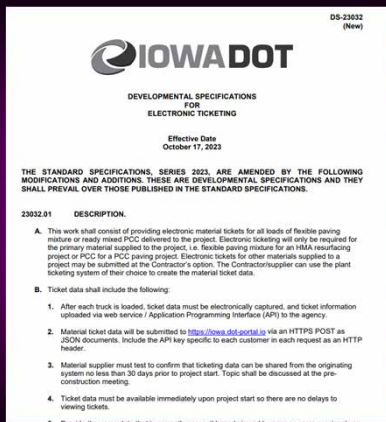 DS-23032
(New)
IOWADOT
DEVELOPMENTAL SPECIFICATIONS
FOR
ELECTRONIC TICKETING
Effective Date
October 17, 2023
THE STANDARD SPECIFICATIONS, SERIES 2023, ARE AMENDED BY THE FOLLOWING
MODIFICATIONS AND ADDITIONS. THESE ARE DEVELOPMENTAL SPECIFICATIONS AND THEY
SHALL PREVAIL OVER THOSE PUBLISHED IN THE STANDARD SPECIFICATIONS.
23032.01 DESCRIPTION.
A. This work shall consist of providing electronic material tickets for all loads of flexible paving
mixture or ready mixed PCC delivered to the project. Electronic ticketing will only be required for
the primary material supplied to the project, i.e. flexible paving mixture for an HMA resurfacing
project or PCC for a PCC paving project. Electronic tickets for other materials supplied to a
project may be submitted at the Contractor's option. The Contractor/supplier can use the plant
ticketing system of their choice to create the material ticket data.
B. Ticket data shall include the following:
1. After each truck is loaded, ticket data must be electronically captured, and ticket information
uploaded via web service / Application Programming Interface (API) to the agency.
2. Material ticket data will be submitted to https://iowa.dot-portal.io via an HTTPS POST as
JSON documents. Include the API key specific to each customer in each request as an HTTP
header.
3. Material supplier must test to confirm that ticketing data can be shared from the originating
system no less than 30 days prior to project start. Topic shall be discussed at the pre-
construction meeting.
4. Ticket data must be available immediately upon project start so there are no delays to
viewing tickets.